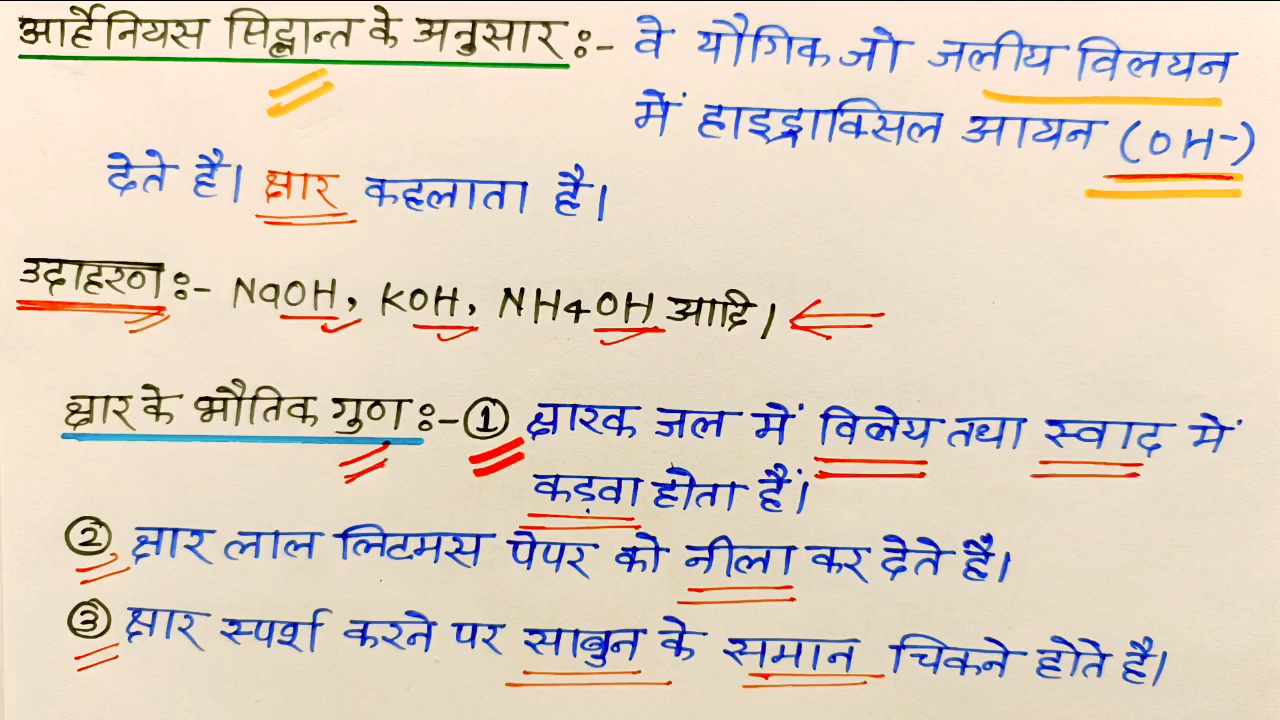 आर्हेनियस सिद्धान्त के अनुसार :- वे यौगिक जो जलीय विलयन
में हाइड्राक्सिल आयन (OH-)
देते है। क्षार कहलाता है।
उदाहरण :- NaOH, KOH, NH4OH आदि।
क्षार के भौतिक गुण :- ① क्षारक जल में विलेय तथा स्वाद में
कड़वा होता हैं।
② क्षार लाल लिटमस पेपर को नीला कर देते हैं।
③ क्षार स्पर्श करने पर साबुन के समान चिकने होते है।